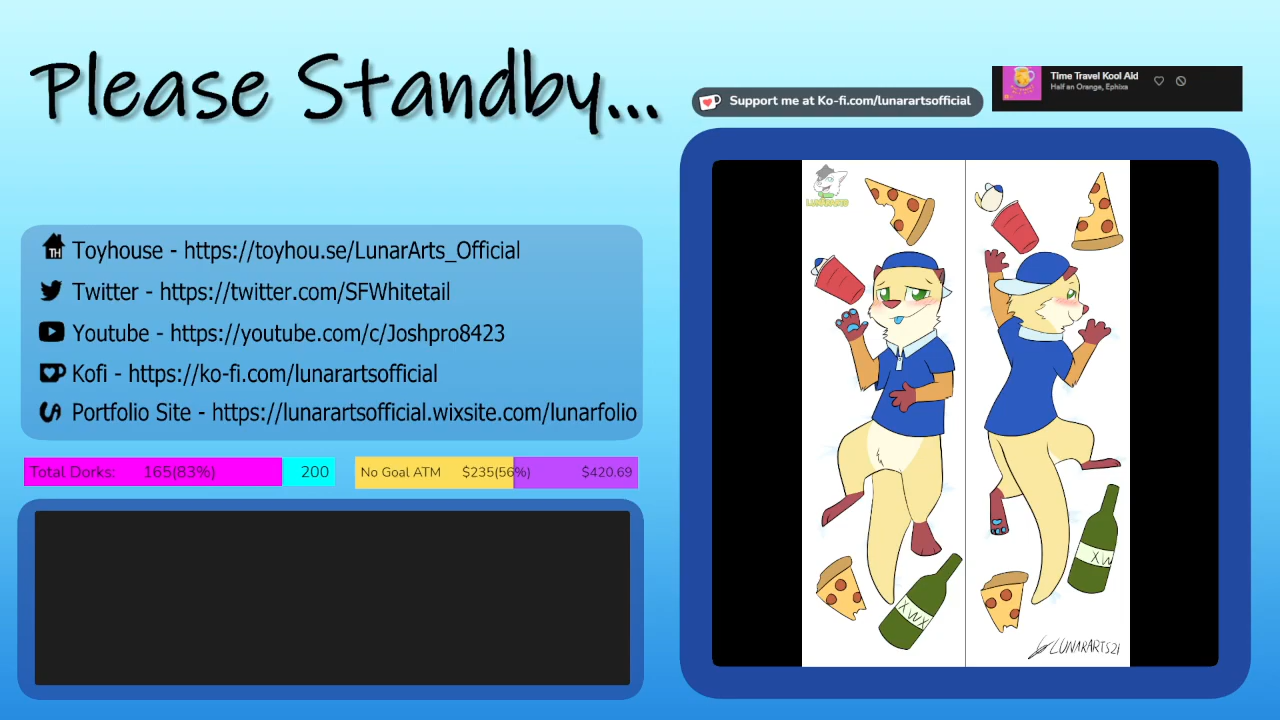 Please Standby...
Support me at Ko-fi.com/lunarartsofficial
Time Travel Kool Aid
Half an Orange, Ephixa
TH
Toyhouse - https://toyhou.se/LunarArts_Official
Twitter - https://twitter.com/SFWhitetail
Youtube - https://youtube.com/c/Joshpro8423
Kofi - https://ko-fi.com/lunarartsofficial
Portfolio Site - https://lunarartsofficial.wixsite.com/lunarfolio
Total Dorks: 165(83%) 200
No Goal ATM $235(56%) $420.69
XWX
XW
LUNARARTS21